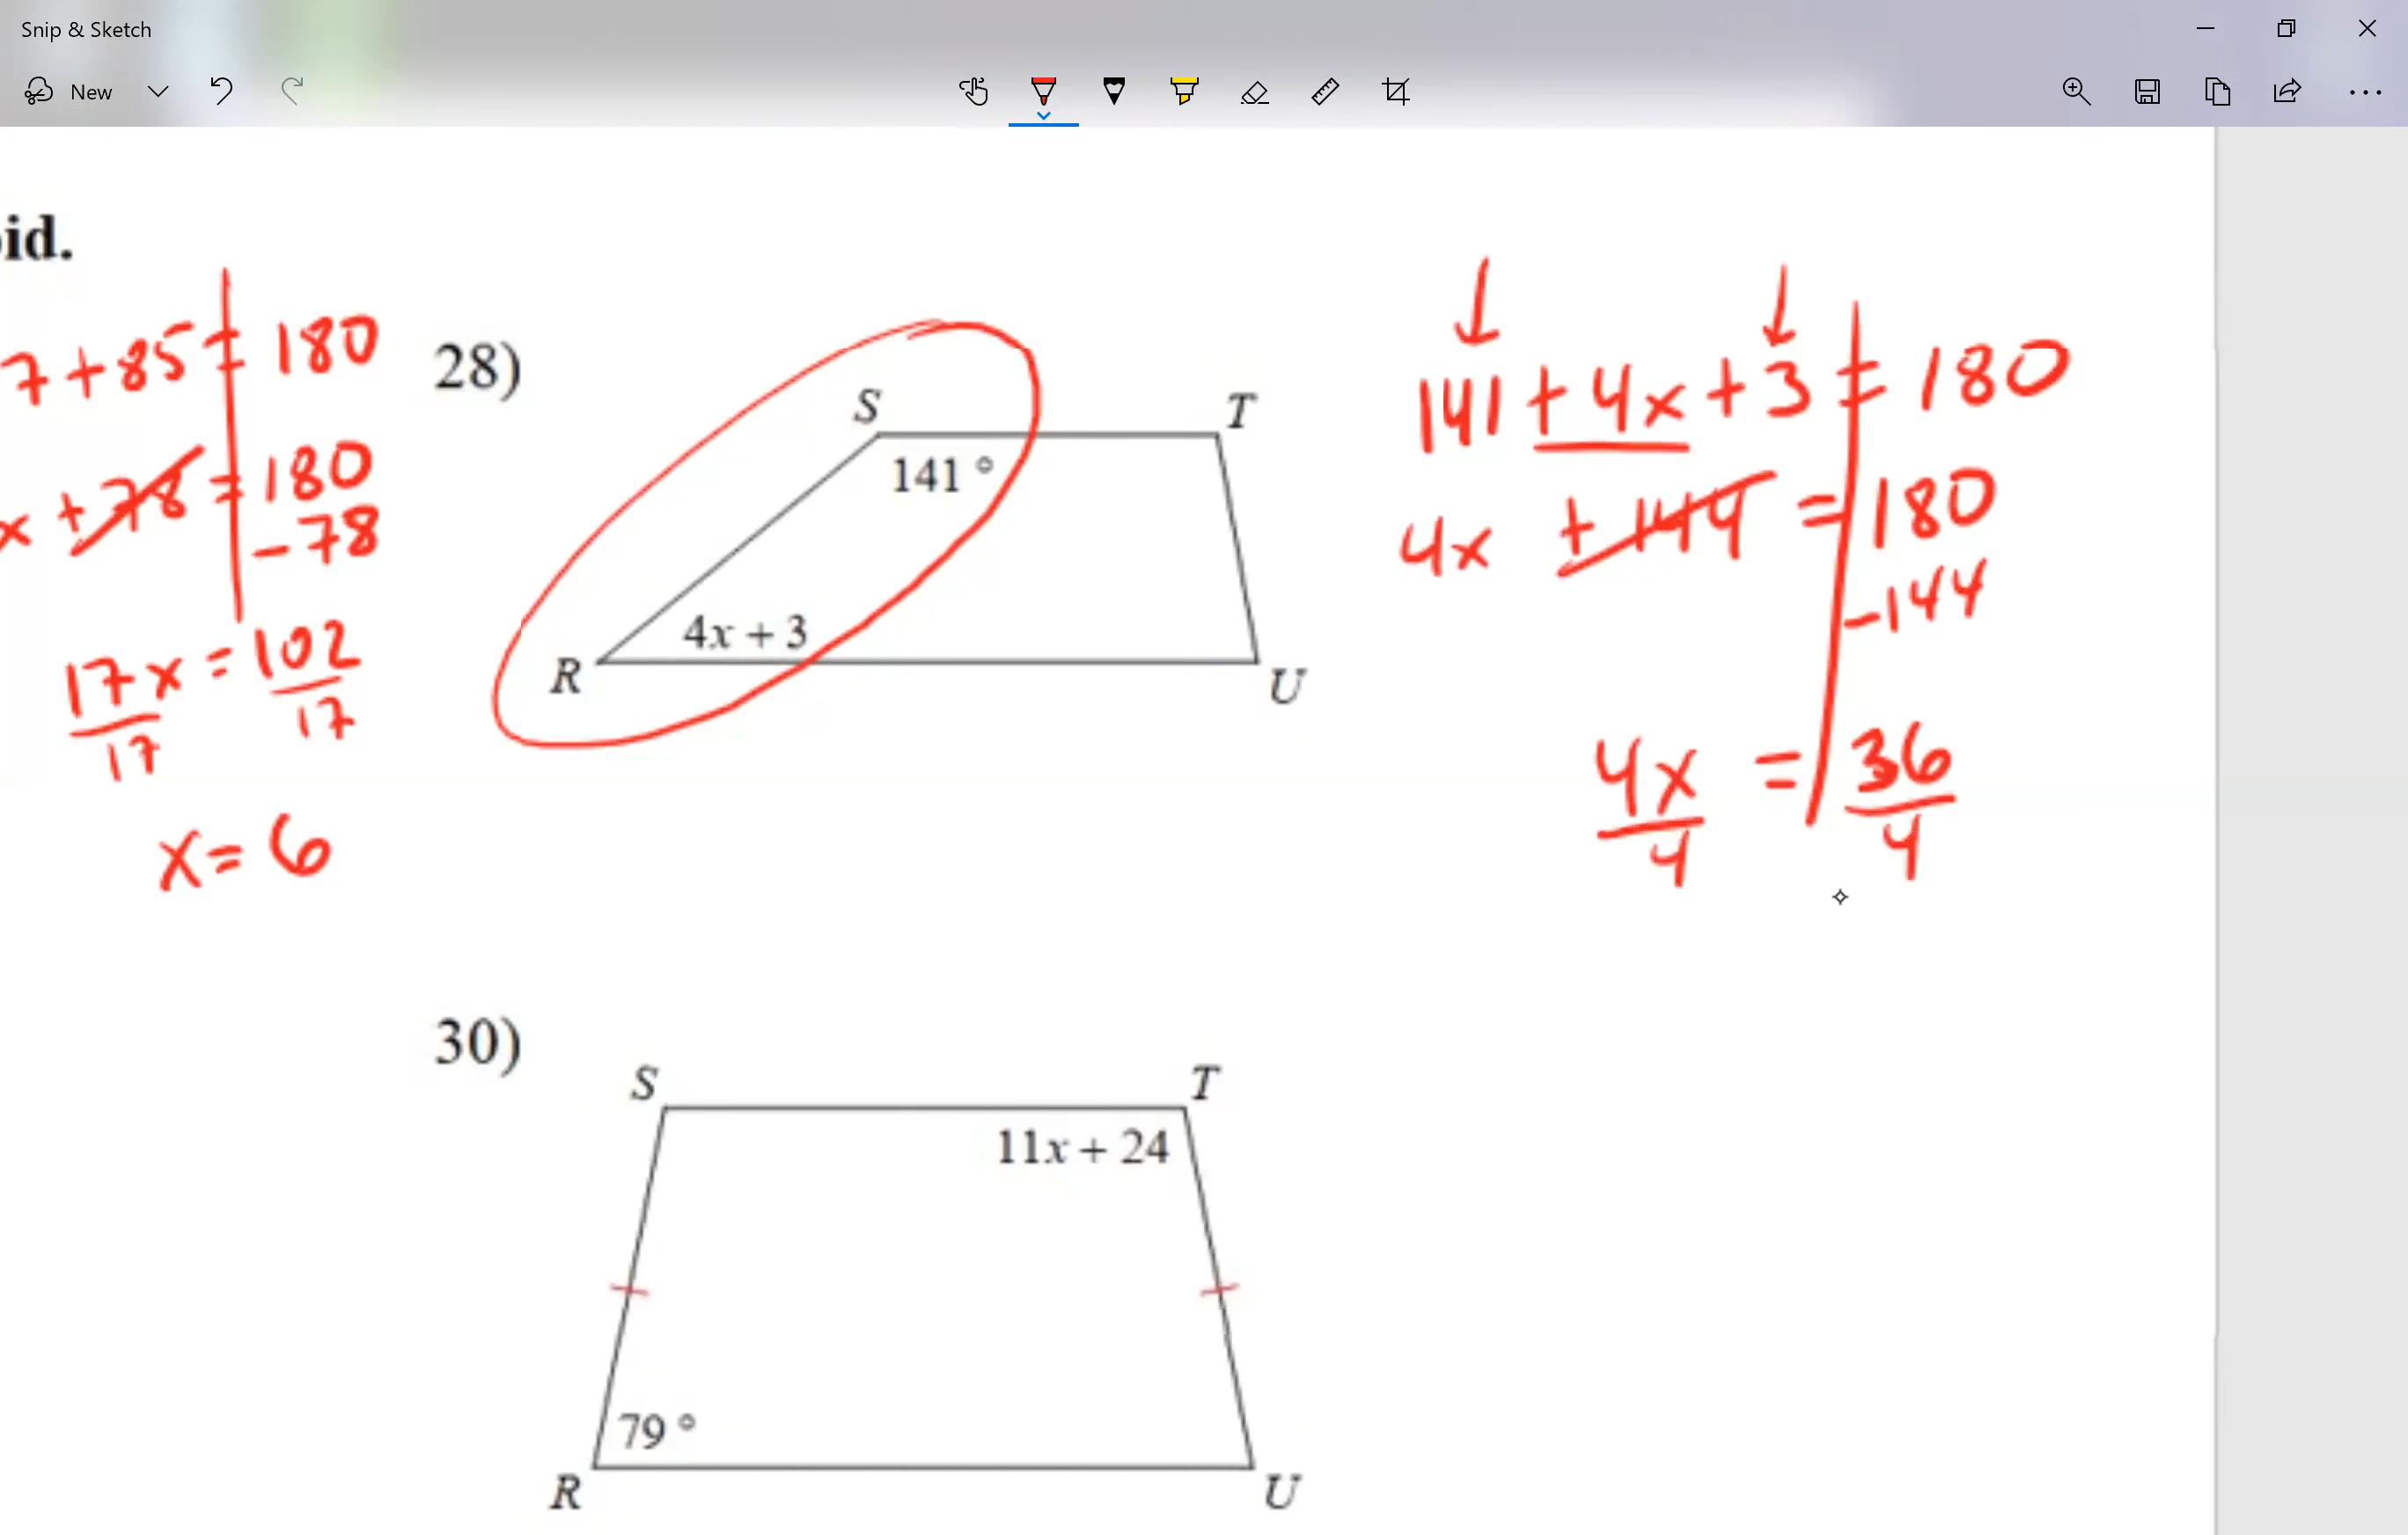 Snip & Sketch
New
oid.
7 + 85 = 180
x + 78 = 180
- 78
17x = 102
17 17
x = 6
28)
S T
141 °
4x + 3
R U
141 + 4x + 3 = 180
4x + 144 = 180
-144
4x = 36
4 4
30)
S T
11x + 24
79 °
R U